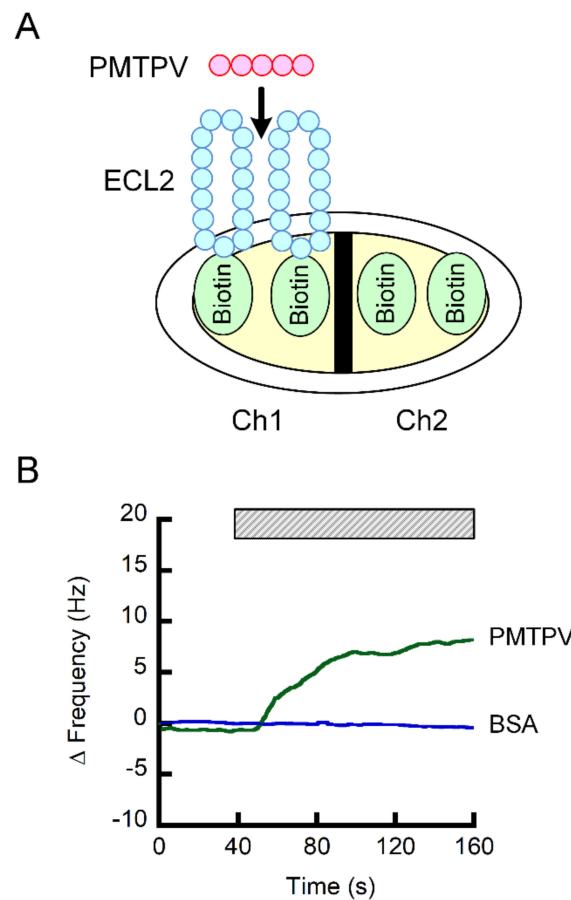 A
PMTPV
ECL2
Biotin Biotin Biotin Biotin
Ch1 Ch2
B
20
15
10
5
0
-5
-10
Δ Frequency (Hz)
PMTPV
BSA
0 40 80 120 160
Time (s)